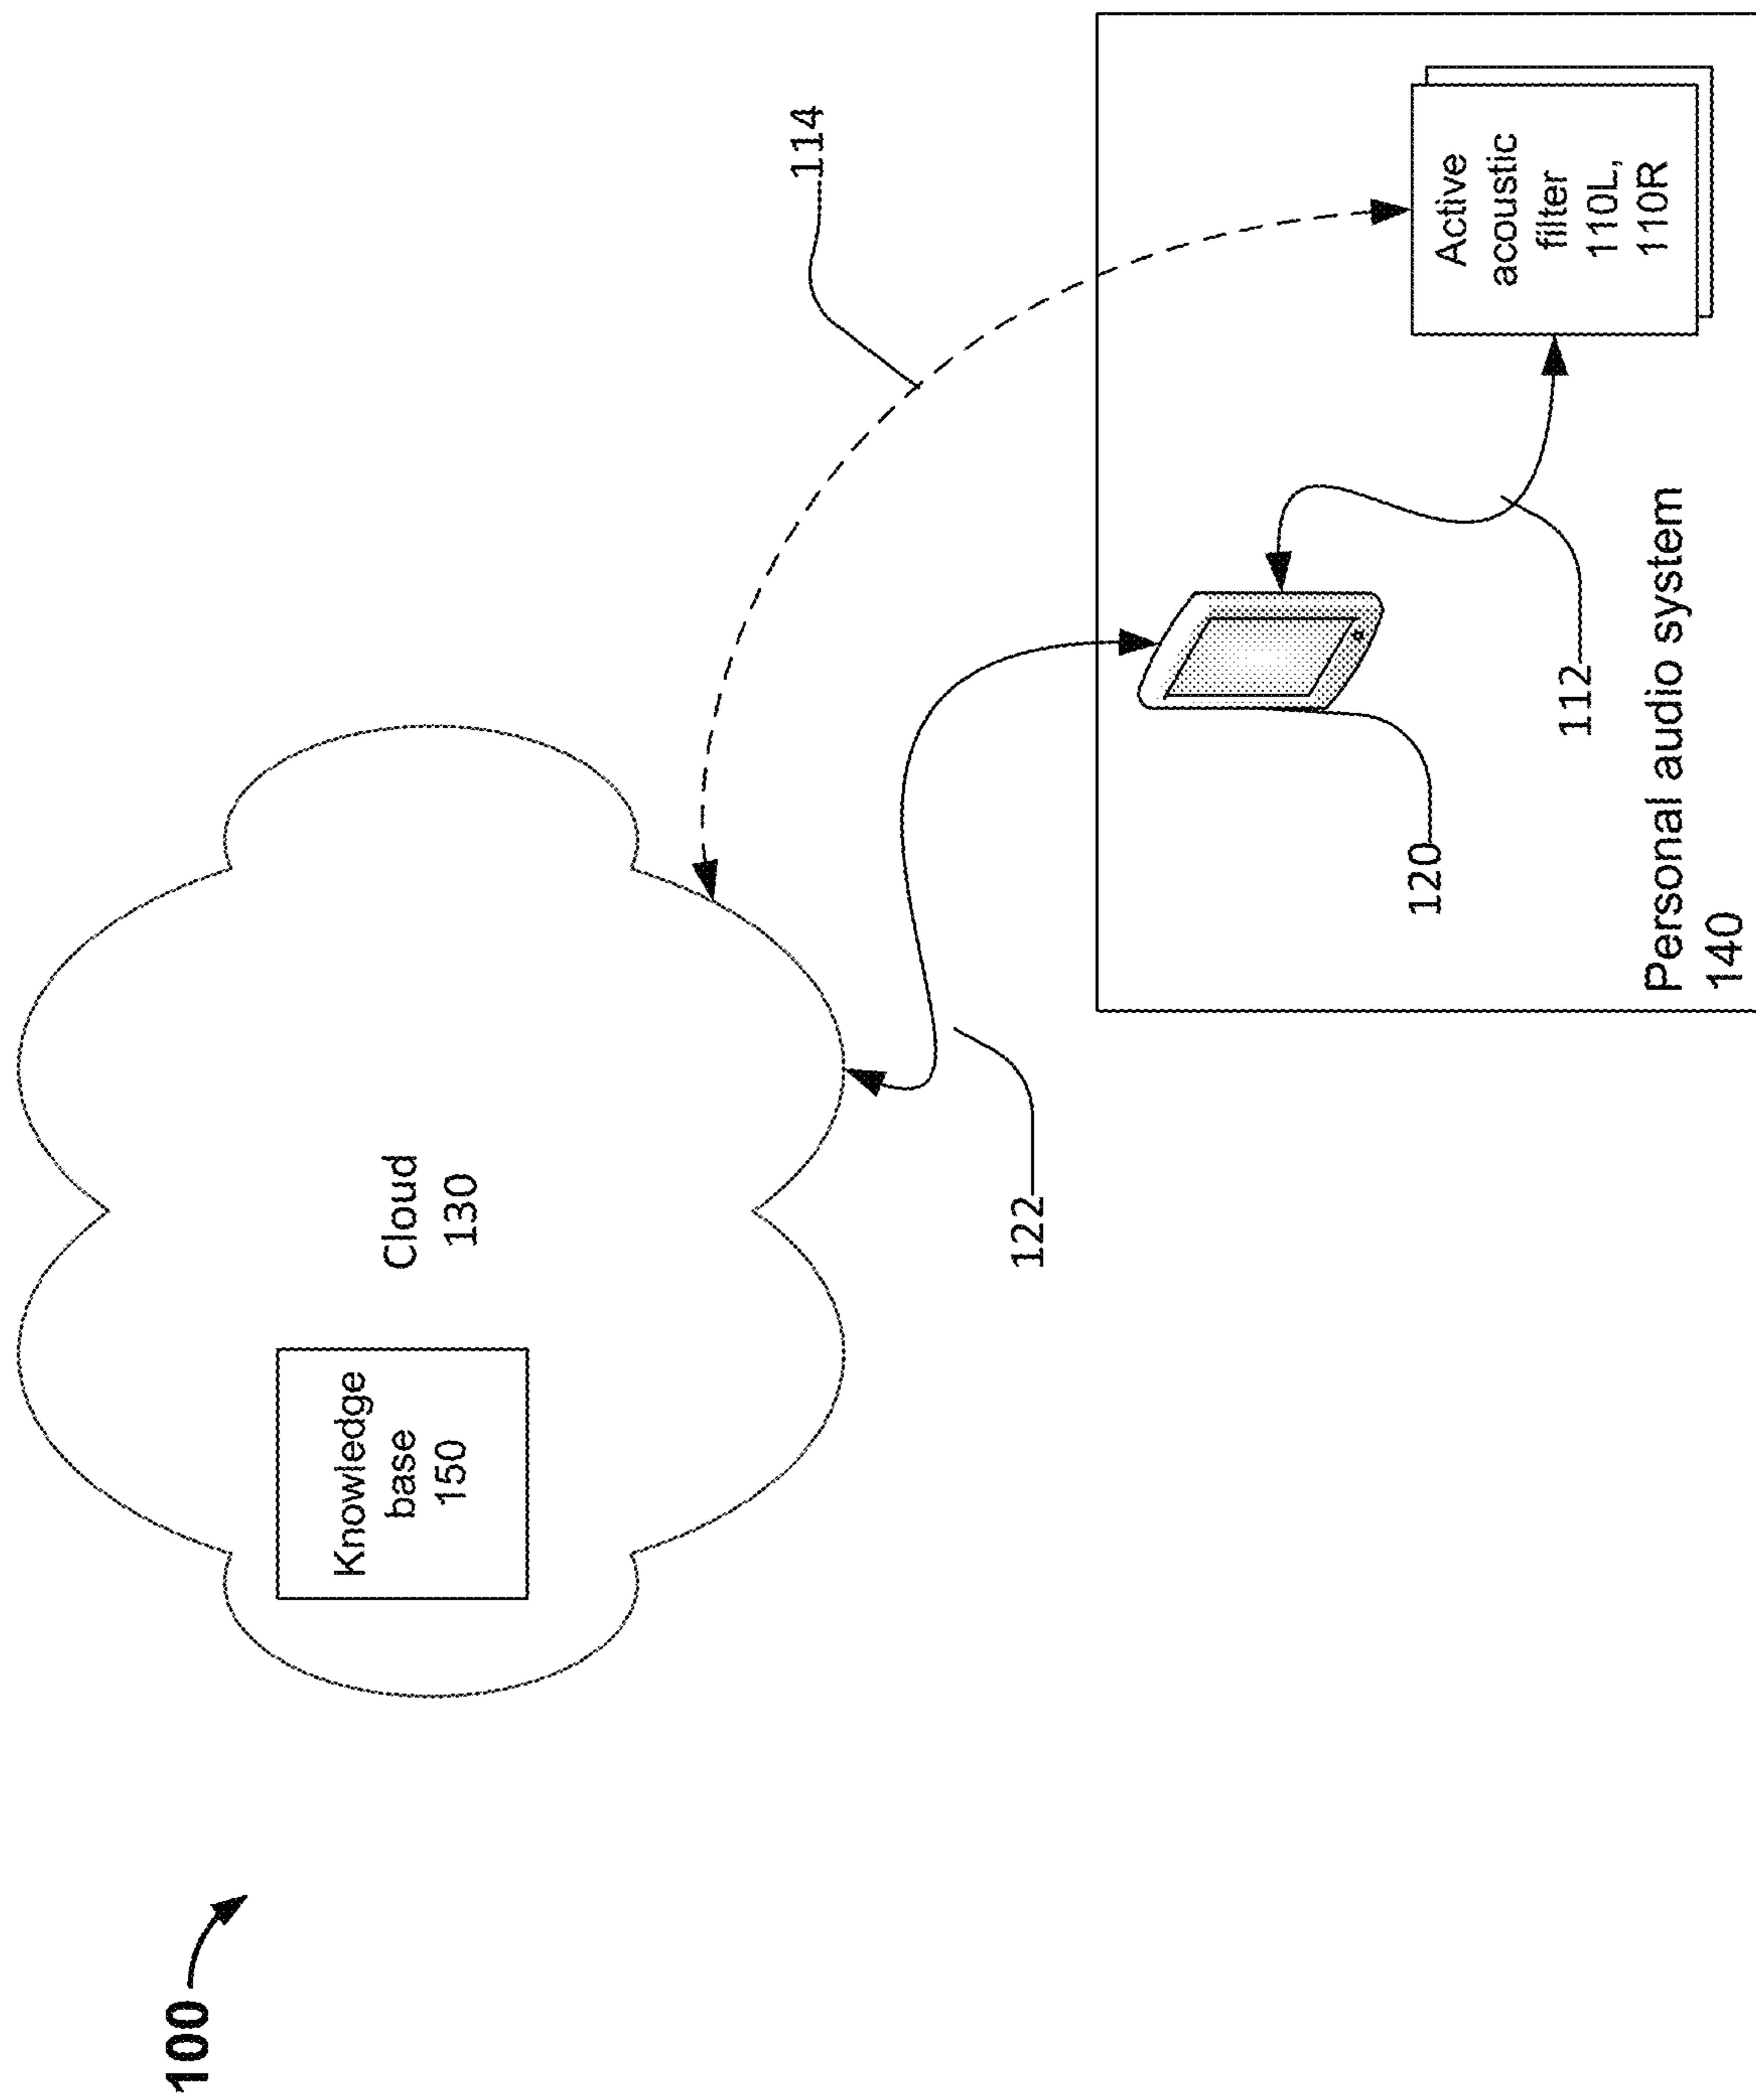 100
Knowledge
base
150
Cloud
130
122
114
120
112
Active
acoustic
filter
110L,
110R
Personal audio system
140